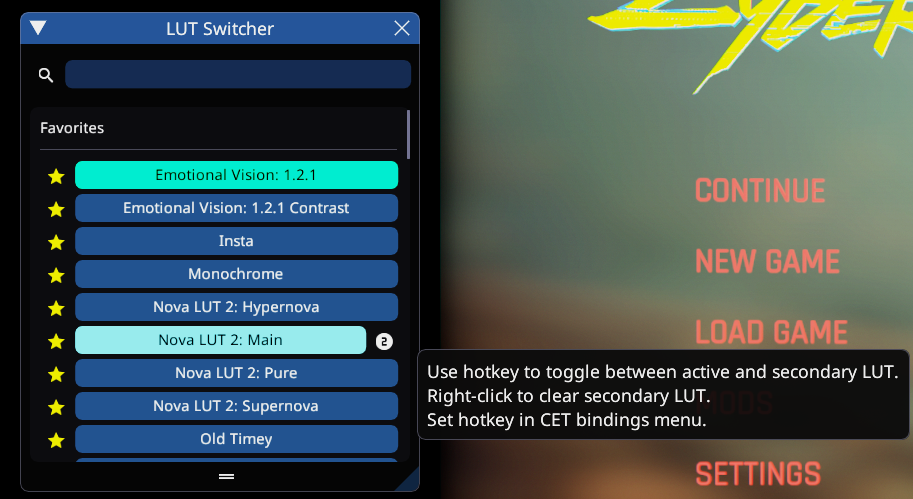 LUT Switcher
Favorites
Emotional Vision: 1.2.1
Emotional Vision: 1.2.1 Contrast
Insta
Monochrome
Nova LUT 2: Hypernova
Nova LUT 2: Main
2
Nova LUT 2: Pure
Nova LUT 2: Supernova
Old Timey
CONTINUE
NEW GAME
LOAD GAME
Use hotkey to toggle between active and secondary LUT.
Right-click to clear secondary LUT.
Set hotkey in CET bindings menu.
MODS
SETTINGS